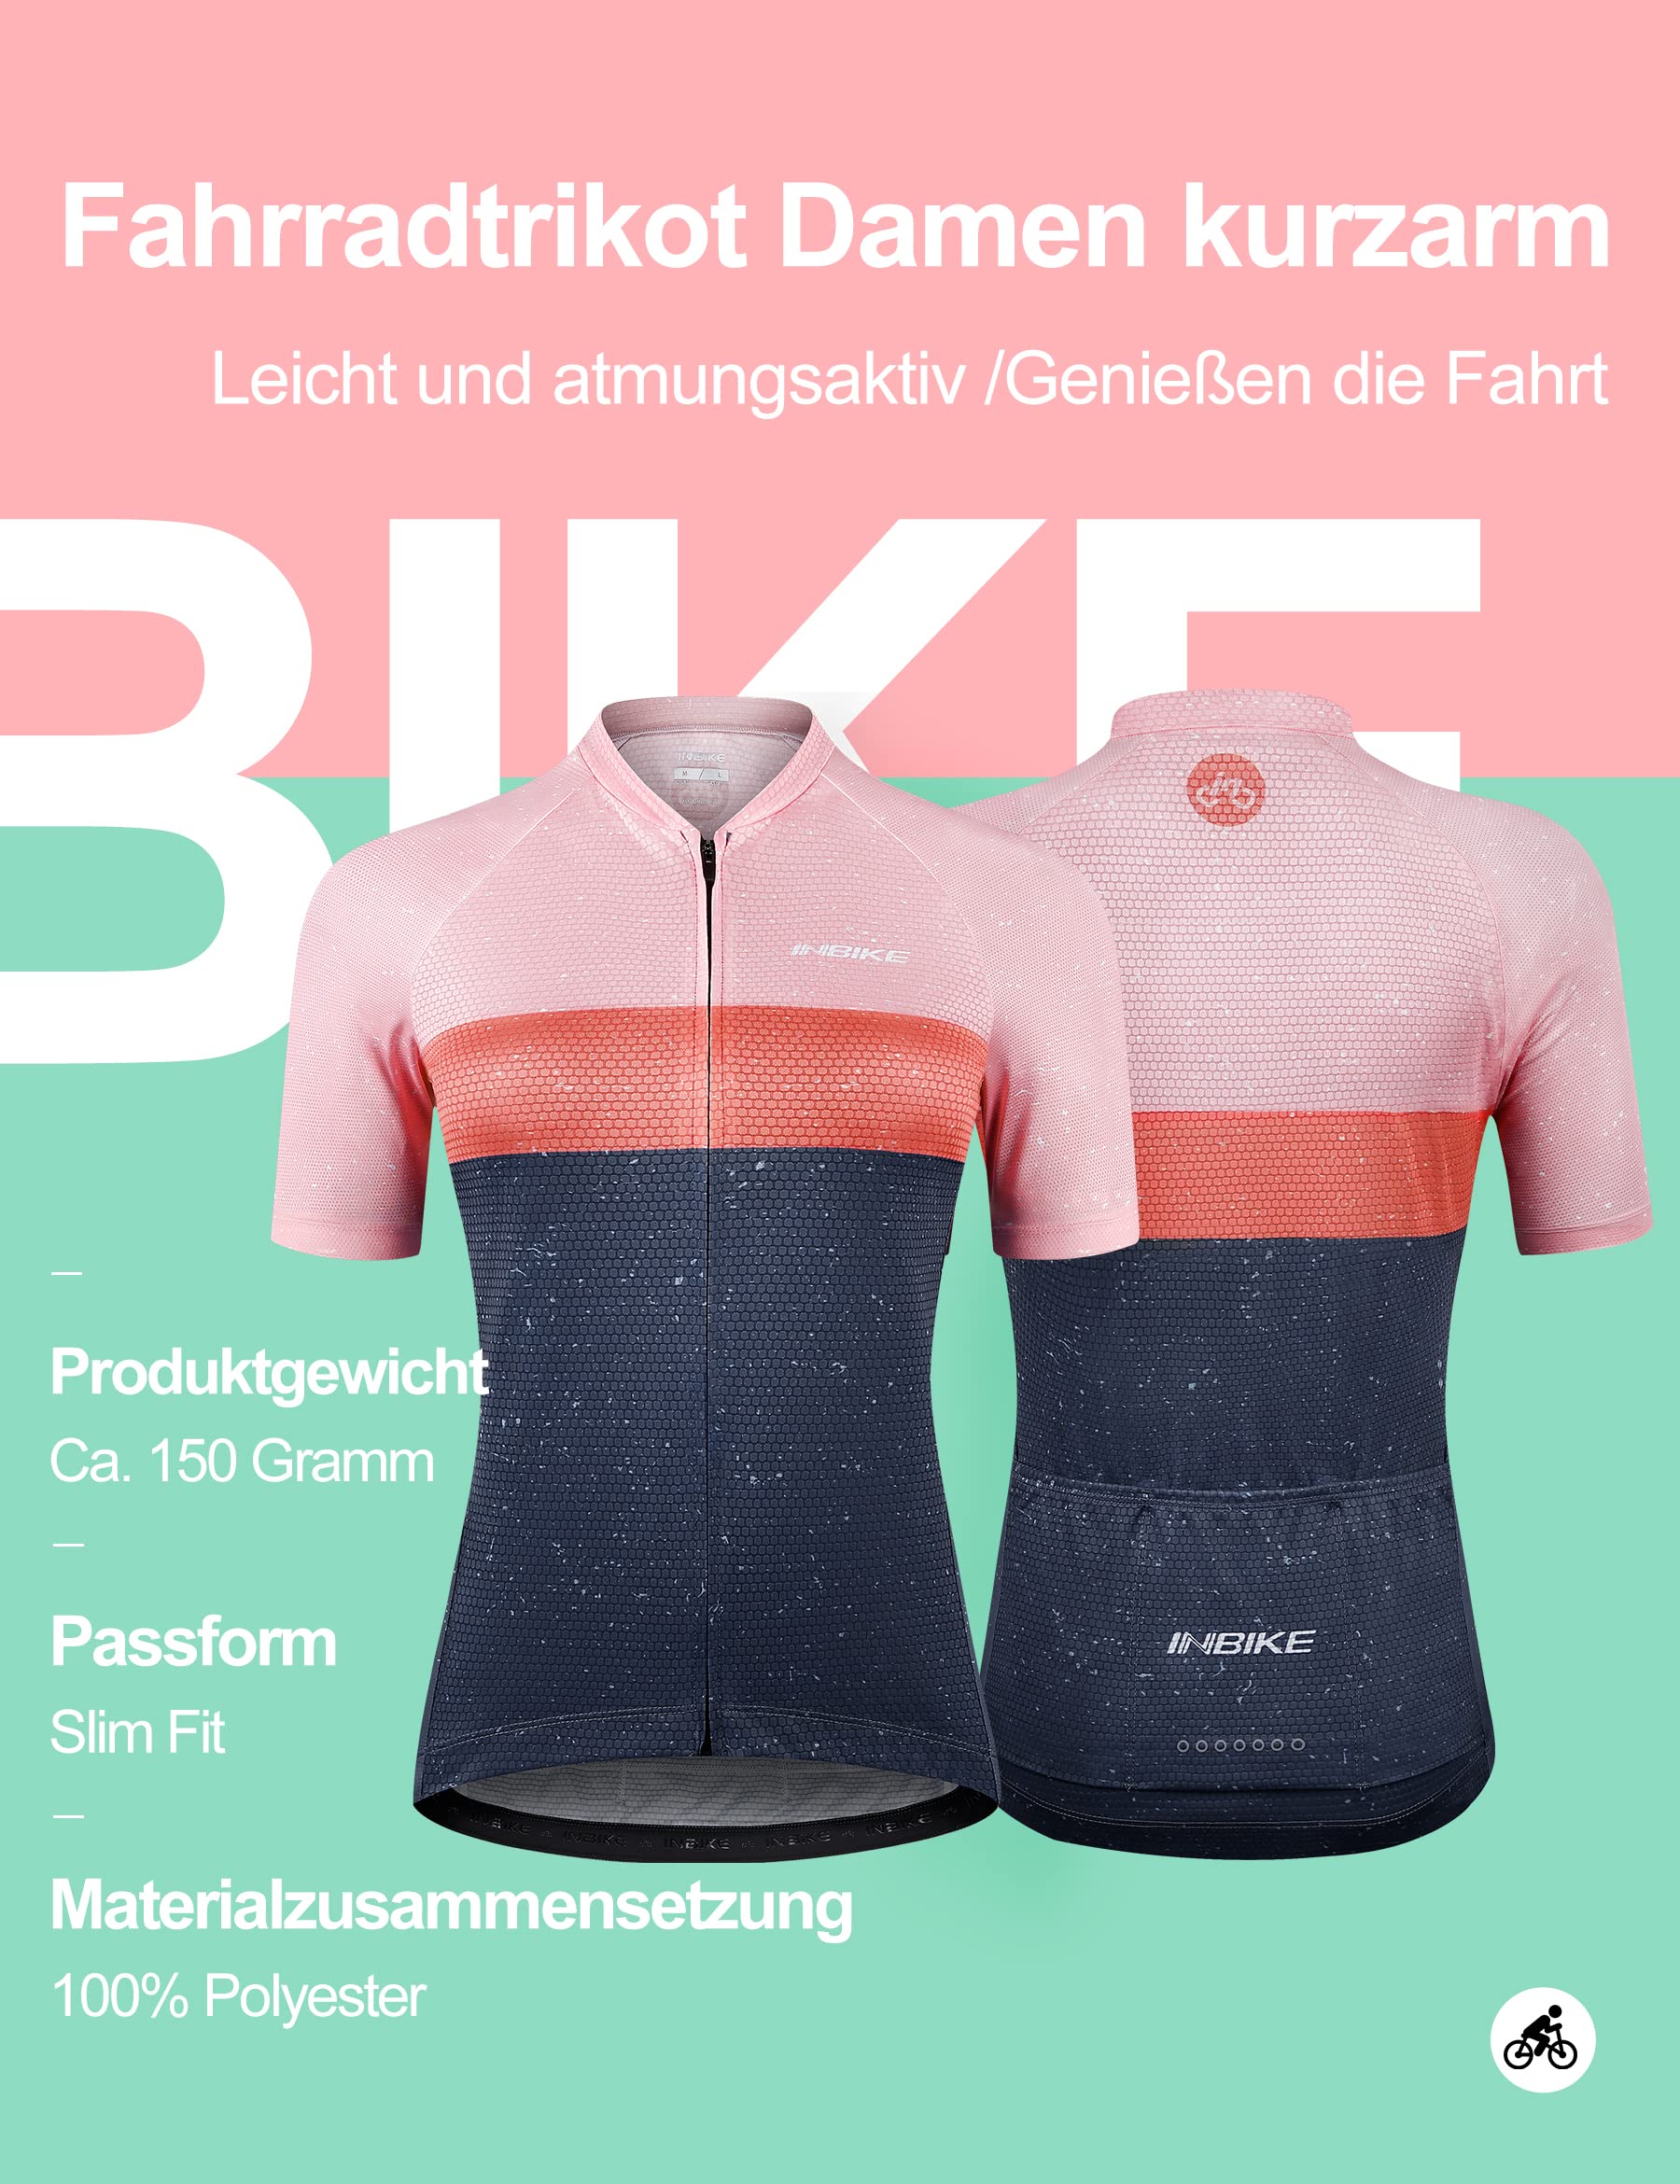 Fahrradtrikot Damen kurzarm
Leicht und atmungsaktiv /Genießen die Fahrt
BIKE
INBIKE
M / L
INBIKE
Produktgewicht
Ca. 150 Gramm
Passform
Slim Fit
INBIKE
INBIKE INBIKE INBIKE INBIKE INBIKE
Materialzusammensetzung
100% Polyester